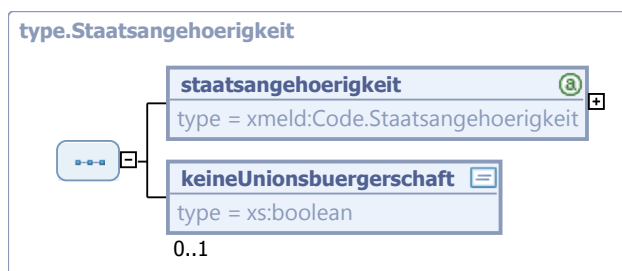 type.Staatsangehoerigkeit
staatsangehoerigkeit
type = xmeld:Code.Staatsangehoerigkeit
keineUnionsbuergerschaft
type = xs:boolean
0..1